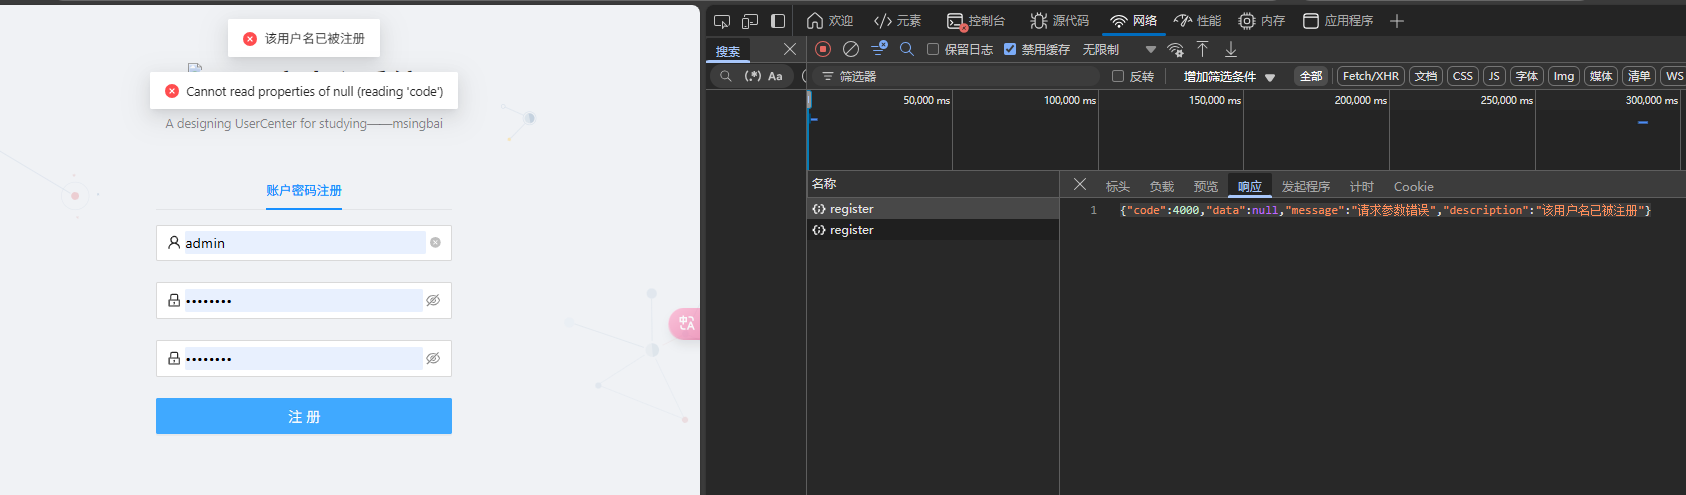 该用户名已被注册
Cannot read properties of null (reading 'code')
A designing UserCenter for studying——msingbai
账户密码注册
admin
••••••••
••••••••
注 册
欢迎 元素 控制台 源代码 网络 性能 内存 应用程序
搜索
保留日志 禁用缓存 无限制
(.*) Aa
筛选器 反转 增加筛选条件 全部 Fetch/XHR 文档 CSS JS 字体 Img 媒体 清单 WS
50,000 ms 100,000 ms 150,000 ms 200,000 ms 250,000 ms 300,000 ms
名称
register
register
标头 负载 预览 响应 发起程序 计时 Cookie
1 {"code":4000,"data":null,"message":"请求参数错误","description":"该用户名已被注册"}